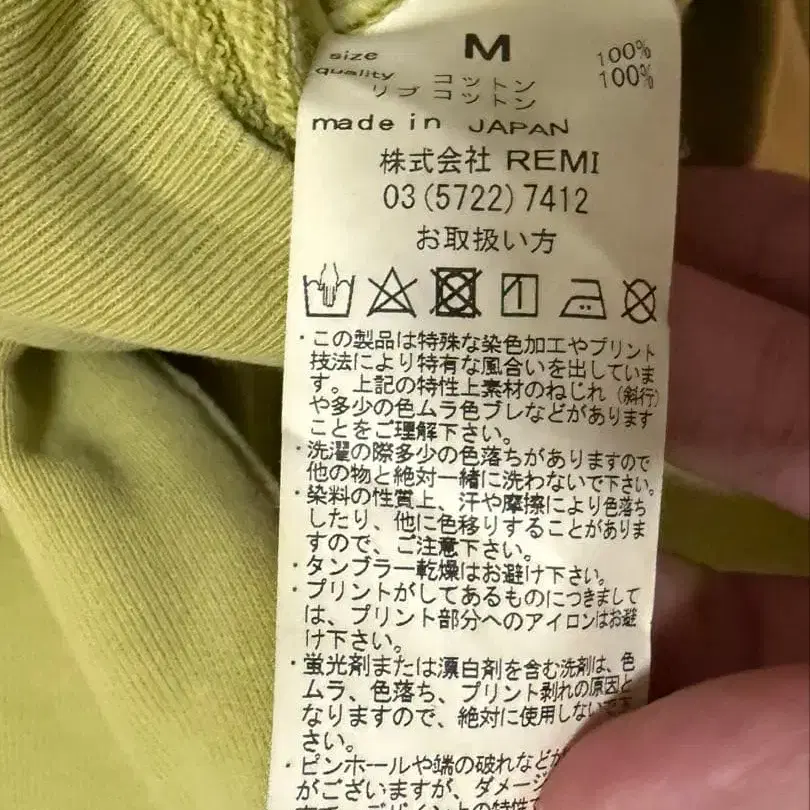 size M
quality コットン 100%
リブコットン 100%
made in JAPAN
株式会社 REMI
03(5722)7412
お取扱い方
・この製品は特殊な染色加工やプリント
技法により特有な風合いを出していま
す。上記の特性上素材のねじれ(斜行)
や多少の色ムラ色ブレなどがあります
ことをご理解下さい。
・洗濯の際多少の色落ちがありますので
他の物と絶対一緒に洗わないで下さい。
・染料の性質上、汗や摩擦により色落ち
したり、他に色移りすることがありま
すので、ご注意下さい。
・タンブラー乾燥はお避け下さい。
・プリントがしてあるものにつきまして
は、プリント部分へのアイロンはお避
け下さい。
・蛍光剤または漂白剤を含む洗剤は、色
ムラ、色落ち、プリント剥れの原因と
なりますので、絶対に使用しないで下
さい。
・ピンホールや端の破れなどが
がございますが、ダメージ
デザイン上の特性で